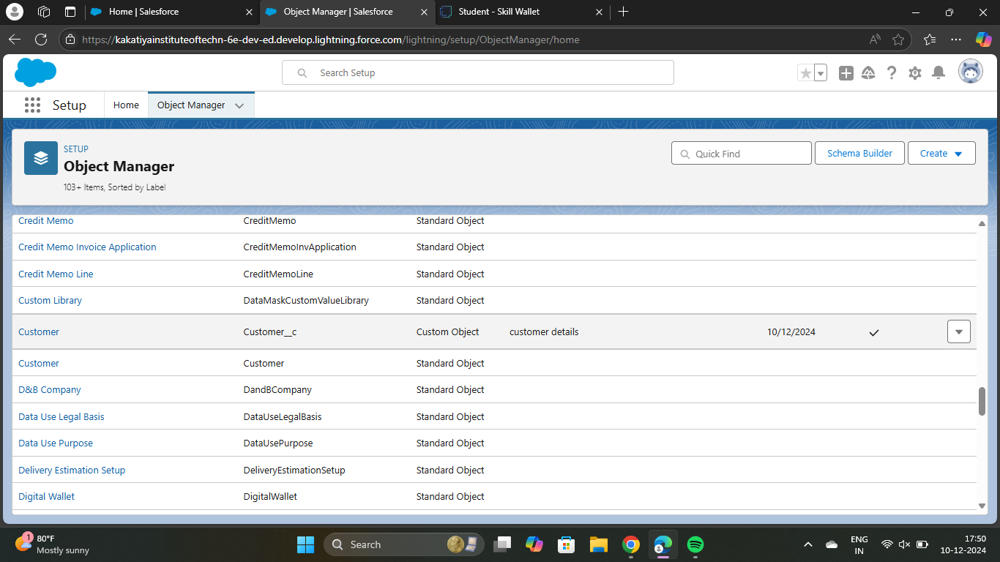 Home | Salesforce
Object Manager | Salesforce
Student - Skill Wallet
https://kakatiyainstituteoftechn-6e-dev-ed.develop.lightning.force.com/lightning/setup/ObjectManager/home
Search Setup
Setup
Home
Object Manager
SETUP
Object Manager
103+ Items, Sorted by Label
Quick Find
Schema Builder
Create
Credit Memo CreditMemo Standard Object
Credit Memo Invoice Application CreditMemoInvApplication Standard Object
Credit Memo Line CreditMemoLine Standard Object
Custom Library DataMaskCustomValueLibrary Standard Object
Customer Customer__c Custom Object customer details 10/12/2024
Customer Customer Standard Object
D&B Company DandBCompany Standard Object
Data Use Legal Basis DataUseLegalBasis Standard Object
Data Use Purpose DataUsePurpose Standard Object
Delivery Estimation Setup DeliveryEstimationSetup Standard Object
Digital Wallet DigitalWallet Standard Object
1
80°F
Mostly sunny
Search
ENG
IN
17:50
10-12-2024